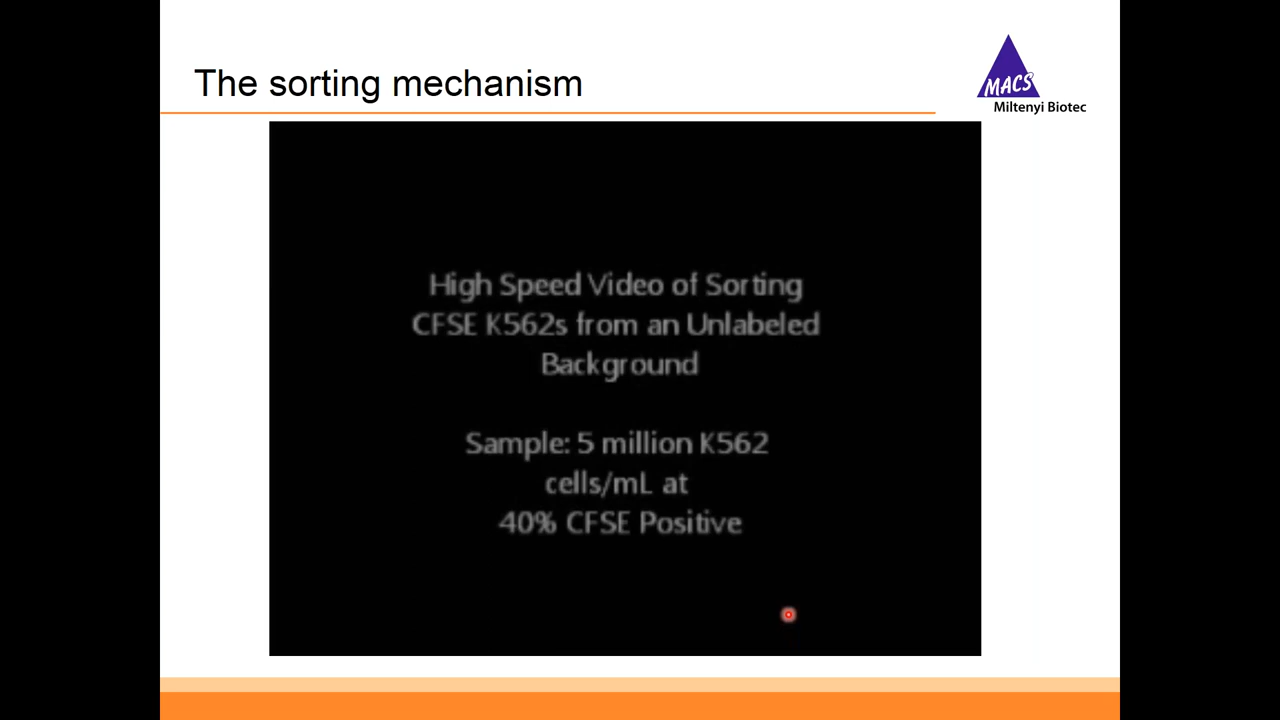 The sorting mechanism
MACS
Miltenyi Biotec
High Speed Video of Sorting
CFSE K562s from an Unlabeled
Background
Sample: 5 million K562
cells/mL at
40% CFSE Positive